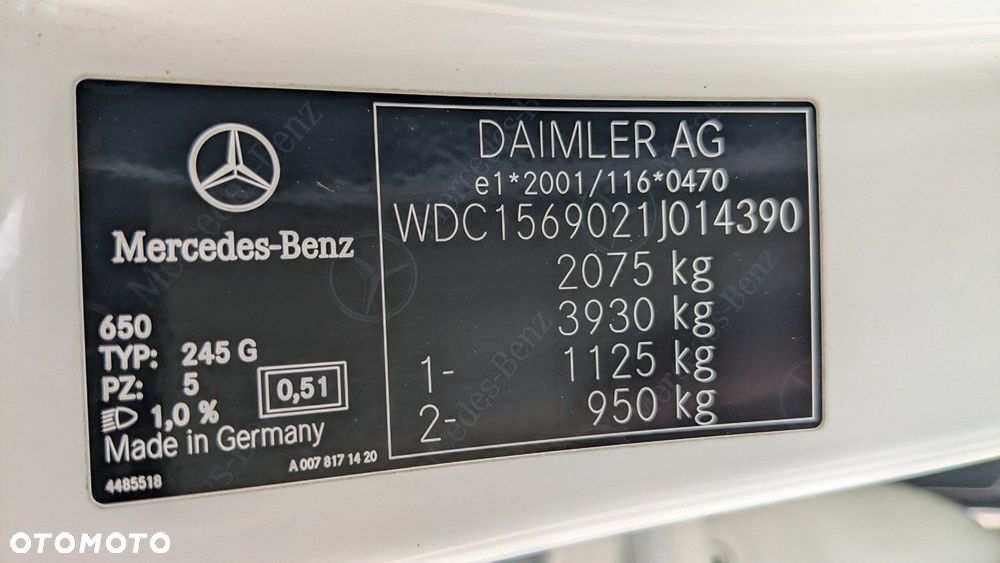 Mercedes-Benz
650
TYP: 245 G
PZ: 5
0,51
1,0 %
Made in Germany
4485518
A 007 817 14 20
DAIMLER AG
e1*2001/116*0470
WDC1569021J014390
2075 kg
3930 kg
1- 1125 kg
2- 950 kg
OTOMOTO